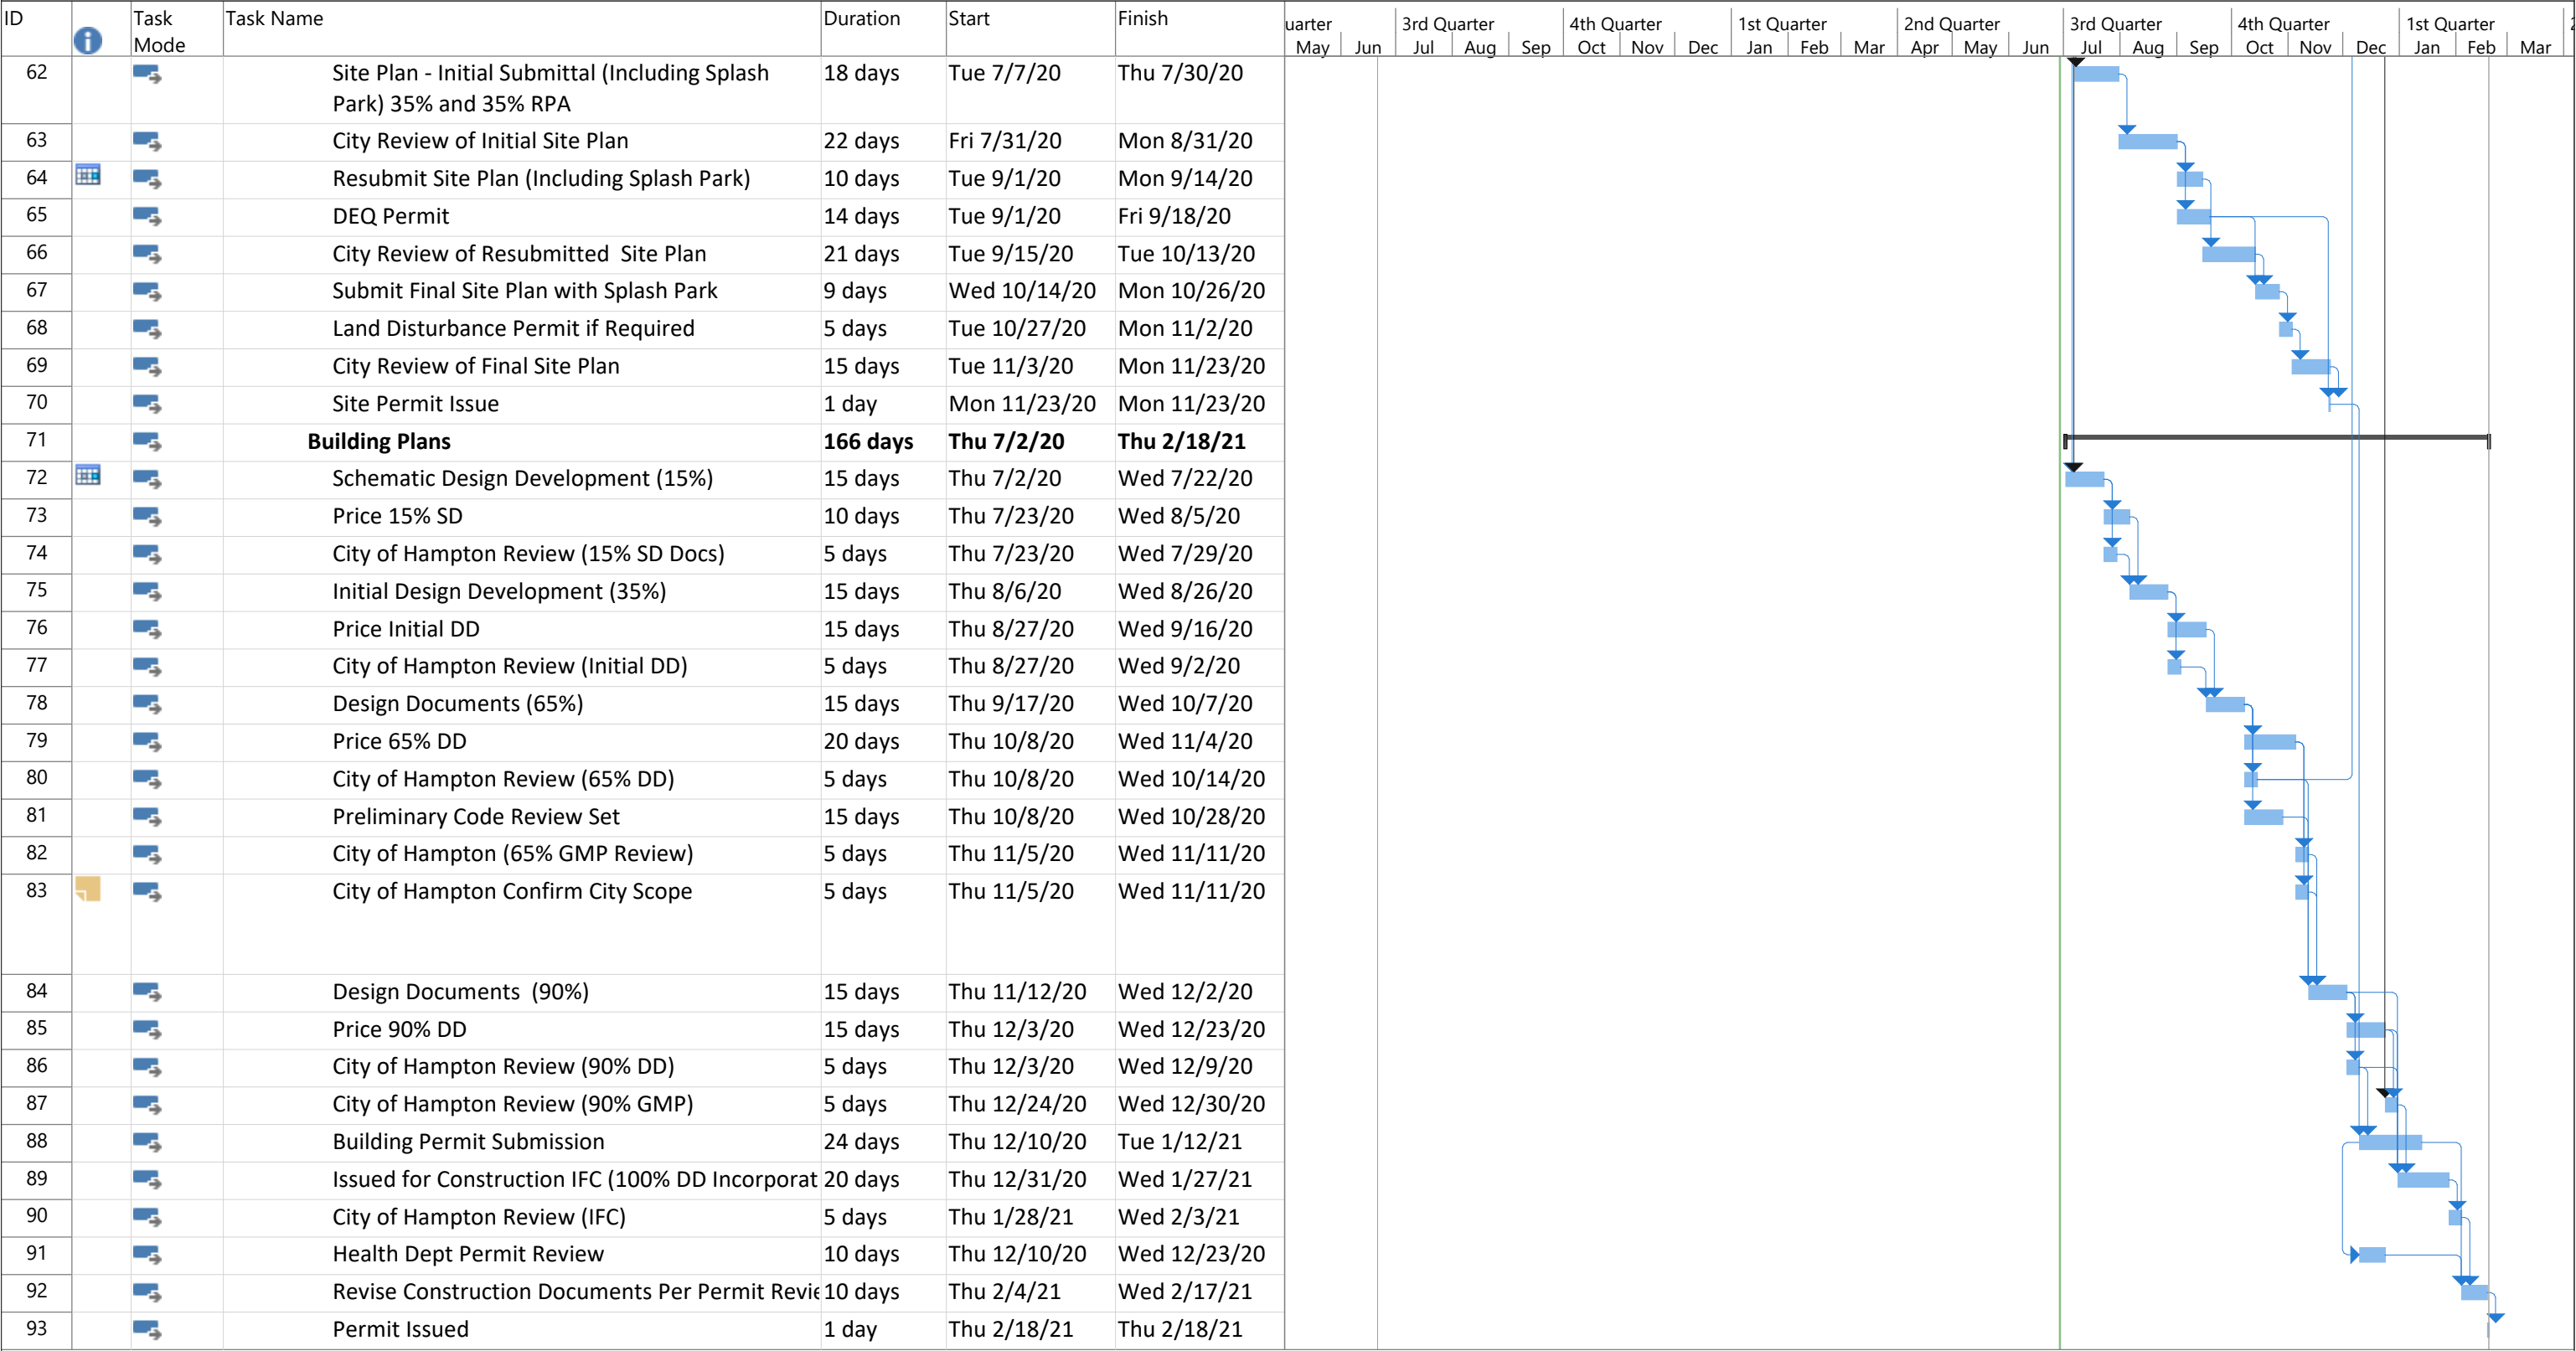 ID Task Mode Task Name Duration Start Finish
uarter 3rd Quarter 4th Quarter 1st Quarter 2nd Quarter 3rd Quarter 4th Quarter 1st Quarter
May Jun Jul Aug Sep Oct Nov Dec Jan Feb Mar Apr May Jun Jul Aug Sep Oct Nov Dec Jan Feb Mar
62 Site Plan - Initial Submittal (Including Splash 18 days Tue 7/7/20 Thu 7/30/20
Park) 35% and 35% RPA
63 City Review of Initial Site Plan 22 days Fri 7/31/20 Mon 8/31/20
64 Resubmit Site Plan (Including Splash Park) 10 days Tue 9/1/20 Mon 9/14/20
65 DEQ Permit 14 days Tue 9/1/20 Fri 9/18/20
66 City Review of Resubmitted  Site Plan 21 days Tue 9/15/20 Tue 10/13/20
67 Submit Final Site Plan with Splash Park 9 days Wed 10/14/20 Mon 10/26/20
68 Land Disturbance Permit if Required 5 days Tue 10/27/20 Mon 11/2/20
69 City Review of Final Site Plan 15 days Tue 11/3/20 Mon 11/23/20
70 Site Permit Issue 1 day Mon 11/23/20 Mon 11/23/20
71 Building Plans 166 days Thu 7/2/20 Thu 2/18/21
72 Schematic Design Development (15%) 15 days Thu 7/2/20 Wed 7/22/20
73 Price 15% SD 10 days Thu 7/23/20 Wed 8/5/20
74 City of Hampton Review (15% SD Docs) 5 days Thu 7/23/20 Wed 7/29/20
75 Initial Design Development (35%) 15 days Thu 8/6/20 Wed 8/26/20
76 Price Initial DD 15 days Thu 8/27/20 Wed 9/16/20
77 City of Hampton Review (Initial DD) 5 days Thu 8/27/20 Wed 9/2/20
78 Design Documents (65%) 15 days Thu 9/17/20 Wed 10/7/20
79 Price 65% DD 20 days Thu 10/8/20 Wed 11/4/20
80 City of Hampton Review (65% DD) 5 days Thu 10/8/20 Wed 10/14/20
81 Preliminary Code Review Set 15 days Thu 10/8/20 Wed 10/28/20
82 City of Hampton (65% GMP Review) 5 days Thu 11/5/20 Wed 11/11/20
83 City of Hampton Confirm City Scope 5 days Thu 11/5/20 Wed 11/11/20
84 Design Documents  (90%) 15 days Thu 11/12/20 Wed 12/2/20
85 Price 90% DD 15 days Thu 12/3/20 Wed 12/23/20
86 City of Hampton Review (90% DD) 5 days Thu 12/3/20 Wed 12/9/20
87 City of Hampton Review (90% GMP) 5 days Thu 12/24/20 Wed 12/30/20
88 Building Permit Submission 24 days Thu 12/10/20 Tue 1/12/21
89 Issued for Construction IFC (100% DD Incorporat 20 days Thu 12/31/20 Wed 1/27/21
90 City of Hampton Review (IFC) 5 days Thu 1/28/21 Wed 2/3/21
91 Health Dept Permit Review 10 days Thu 12/10/20 Wed 12/23/20
92 Revise Construction Documents Per Permit Revie 10 days Thu 2/4/21 Wed 2/17/21
93 Permit Issued 1 day Thu 2/18/21 Thu 2/18/21